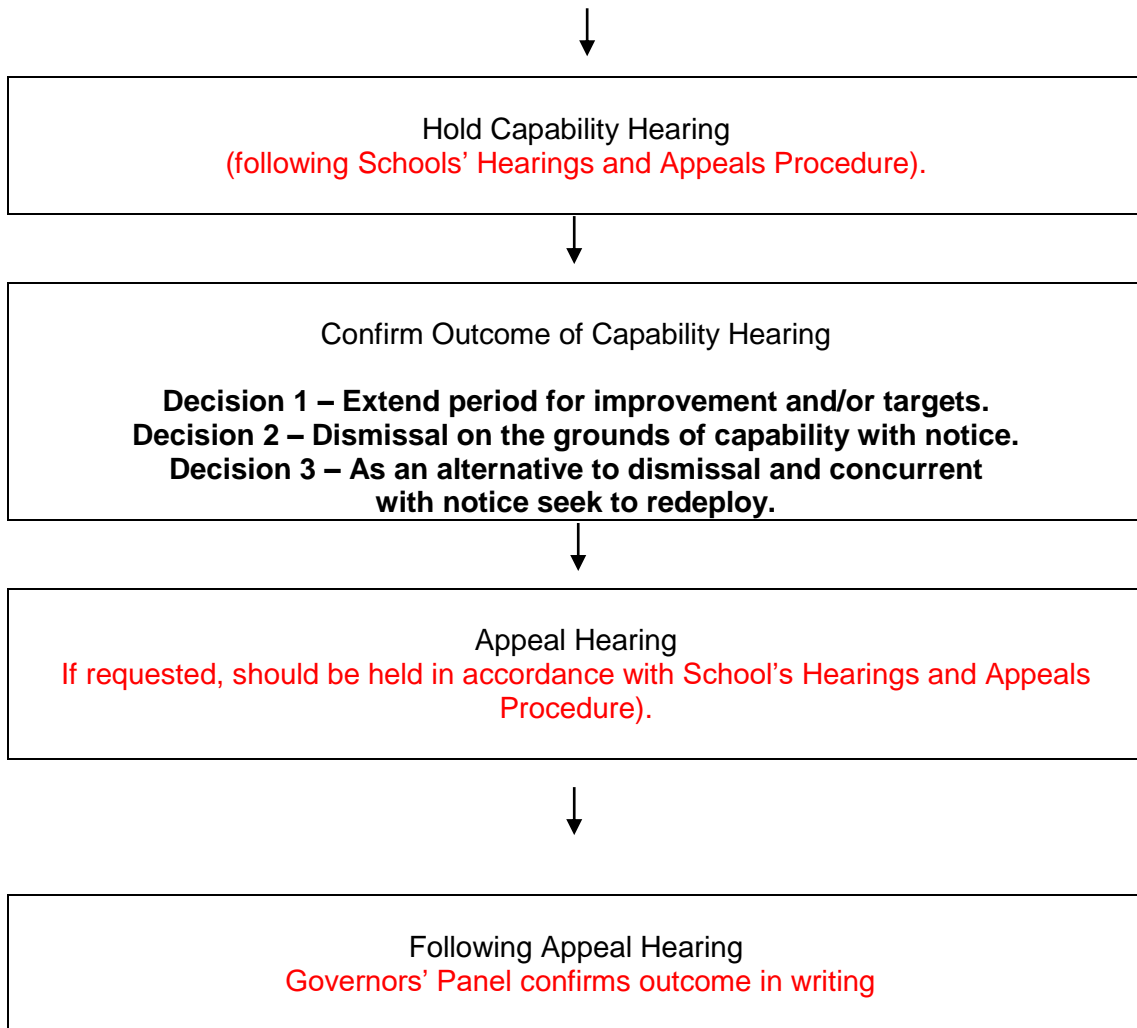 Hold Capability Hearing
(following Schools’ Hearings and Appeals Procedure).
Confirm Outcome of Capability Hearing
Decision 1 – Extend period for improvement and/or targets.
Decision 2 – Dismissal on the grounds of capability with notice.
Decision 3 – As an alternative to dismissal and concurrent
with notice seek to redeploy.
Appeal Hearing
If requested, should be held in accordance with School’s Hearings and Appeals
Procedure).
Following Appeal Hearing
Governors’ Panel confirms outcome in writing